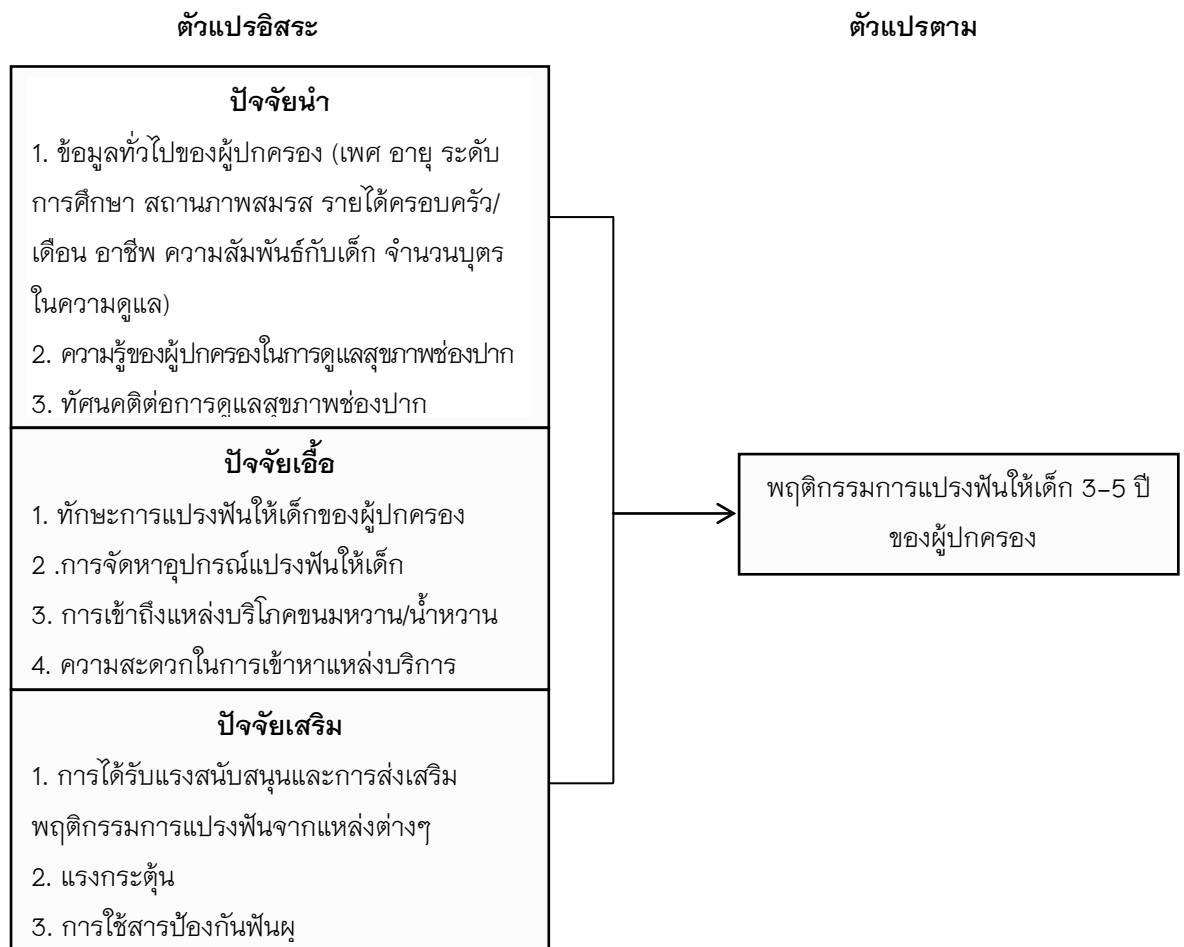 ตัวแปรอิสระ
ตัวแปรตาม
ปัจจัยนำ
1. ข้อมูลทั่วไปของผู้ปกครอง (เพศ อายุ ระดับ
การศึกษา สถานภาพสมรส รายได้ครอบครัว/
เดือน อาชีพ ความสัมพันธ์กับเด็ก จำนวนบุตร
ในความดูแล)
2. ความรู้ของผู้ปกครองในการดูแลสุขภาพช่องปาก
3. ทัศนคติต่อการดูแลสุขภาพช่องปาก
ปัจจัยเอื้อ
1. ทักษะการแปรงฟันให้เด็กของผู้ปกครอง
2 .การจัดหาอุปกรณ์แปรงฟันให้เด็ก
3. การเข้าถึงแหล่งบริโภคขนมหวาน/น้ำหวาน
4. ความสะดวกในการเข้าหาแหล่งบริการ
ปัจจัยเสริม
1. การได้รับแรงสนับสนุนและการส่งเสริม
พฤติกรรมการแปรงฟันจากแหล่งต่างๆ
2. แรงกระตุ้น
3. การใช้สารป้องกันฟันผุ
พฤติกรรมการแปรงฟันให้เด็ก 3–5 ปี
ของผู้ปกครอง